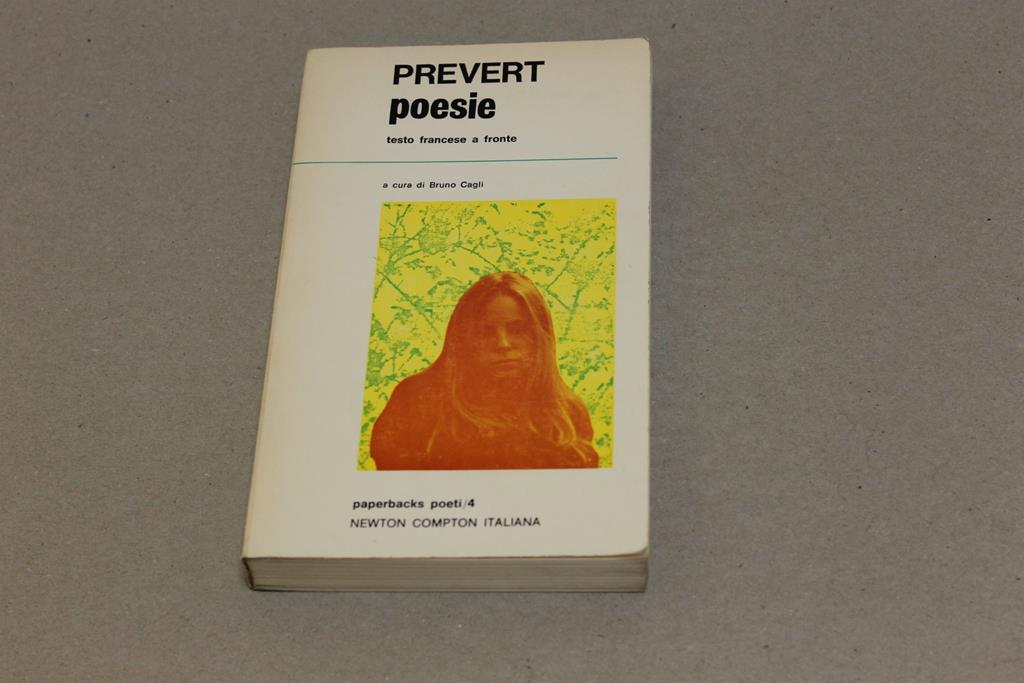 PREVERT
poesie
testo francese a fronte
a cura di Bruno Cagli
paperbacks poeti/4
NEWTON COMPTON ITALIANA